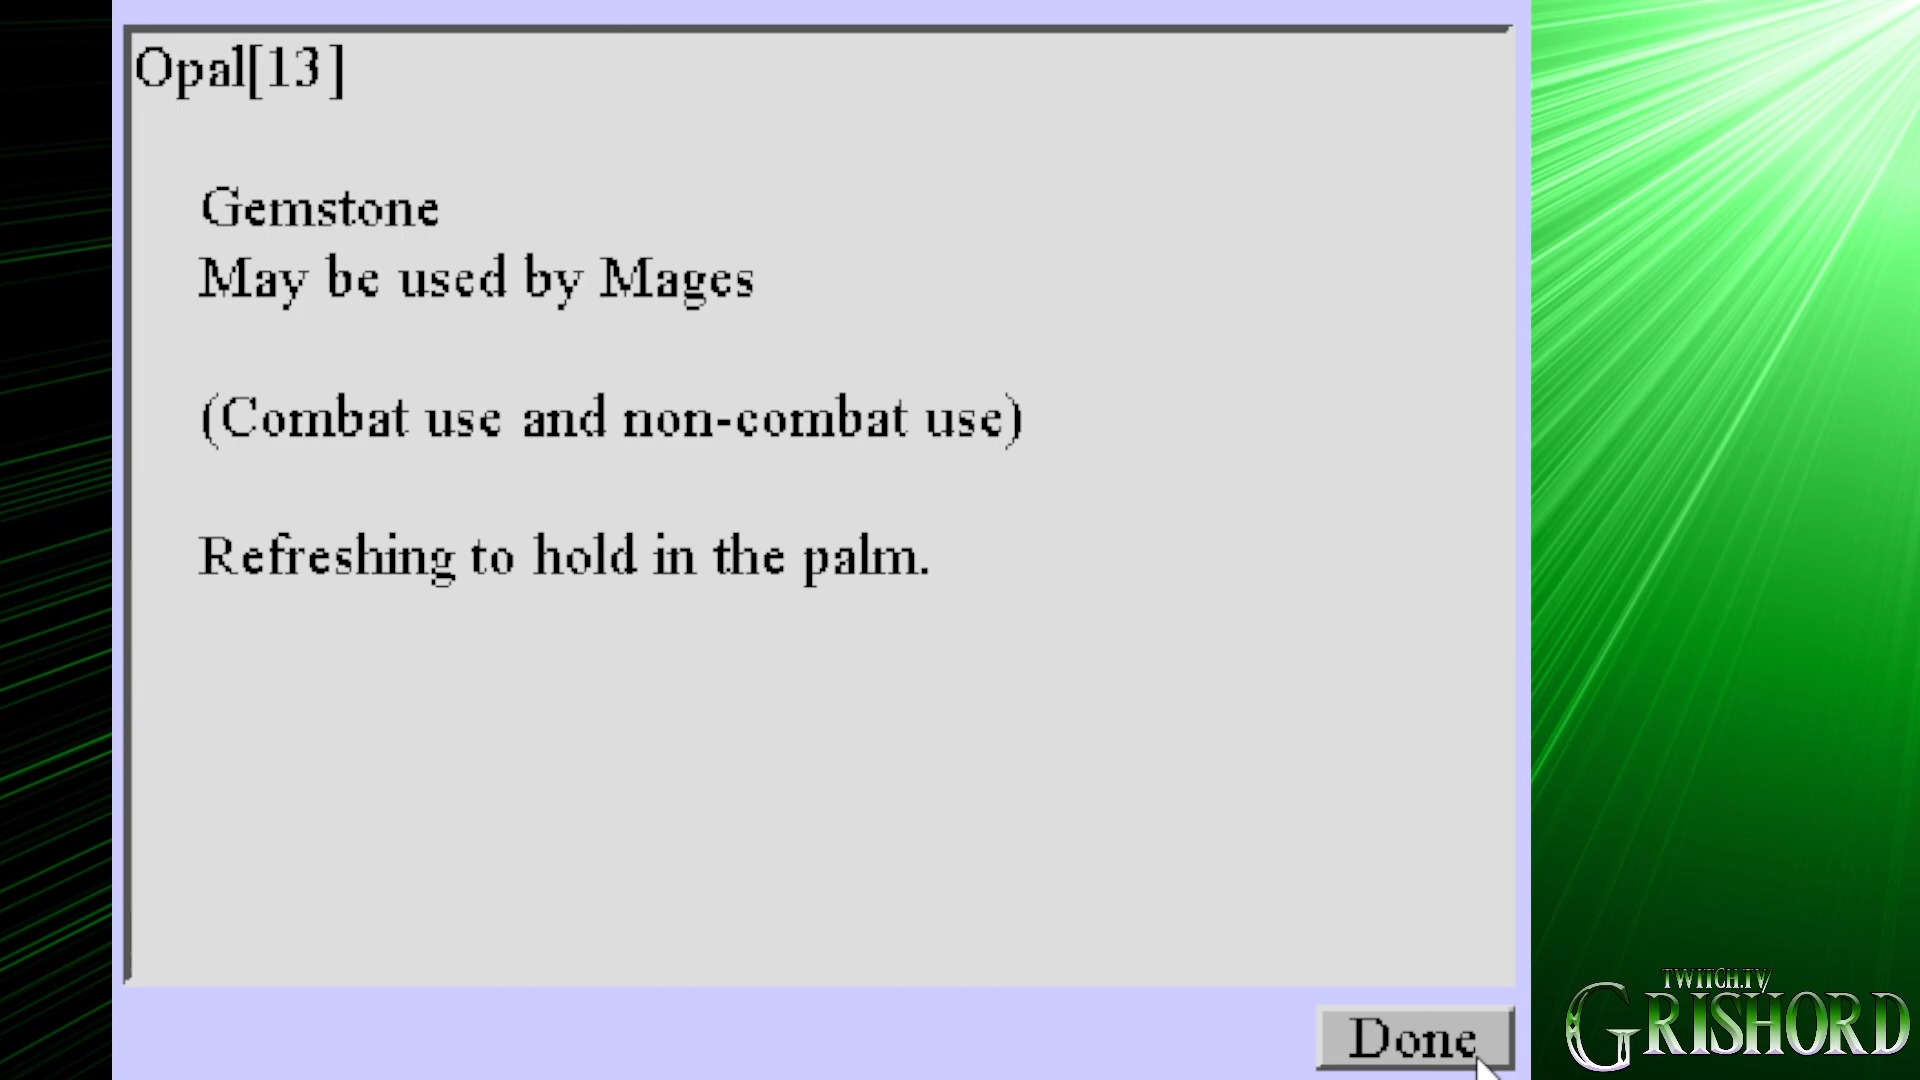 Opal[13]
Gemstone
May be used by Mages
(Combat use and non-combat use)
Refreshing to hold in the palm.
Done
TWITCH.TV/
GRISHORD